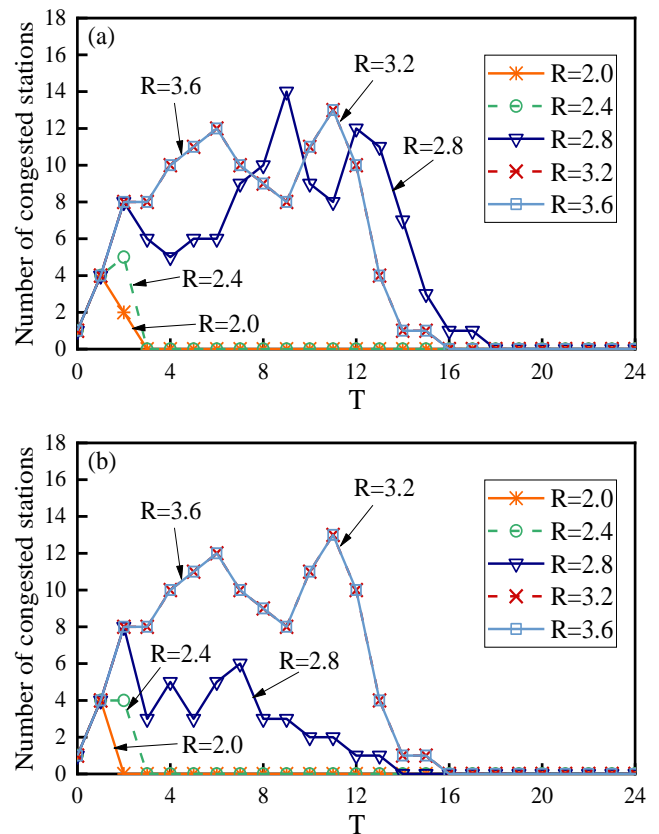 (a)
Number of congested stations
18
16
14
12
10
8
6
4
2
0
0 4 8 12 16 20 24
T
R=3.6
R=3.2
R=2.8
R=2.4
R=2.0
R=2.0
R=2.4
R=2.8
R=3.2
R=3.6
(b)
Number of congested stations
18
16
14
12
10
8
6
4
2
0
0 4 8 12 16 20 24
T
R=3.6
R=3.2
R=2.4
R=2.8
R=2.0
R=2.0
R=2.4
R=2.8
R=3.2
R=3.6